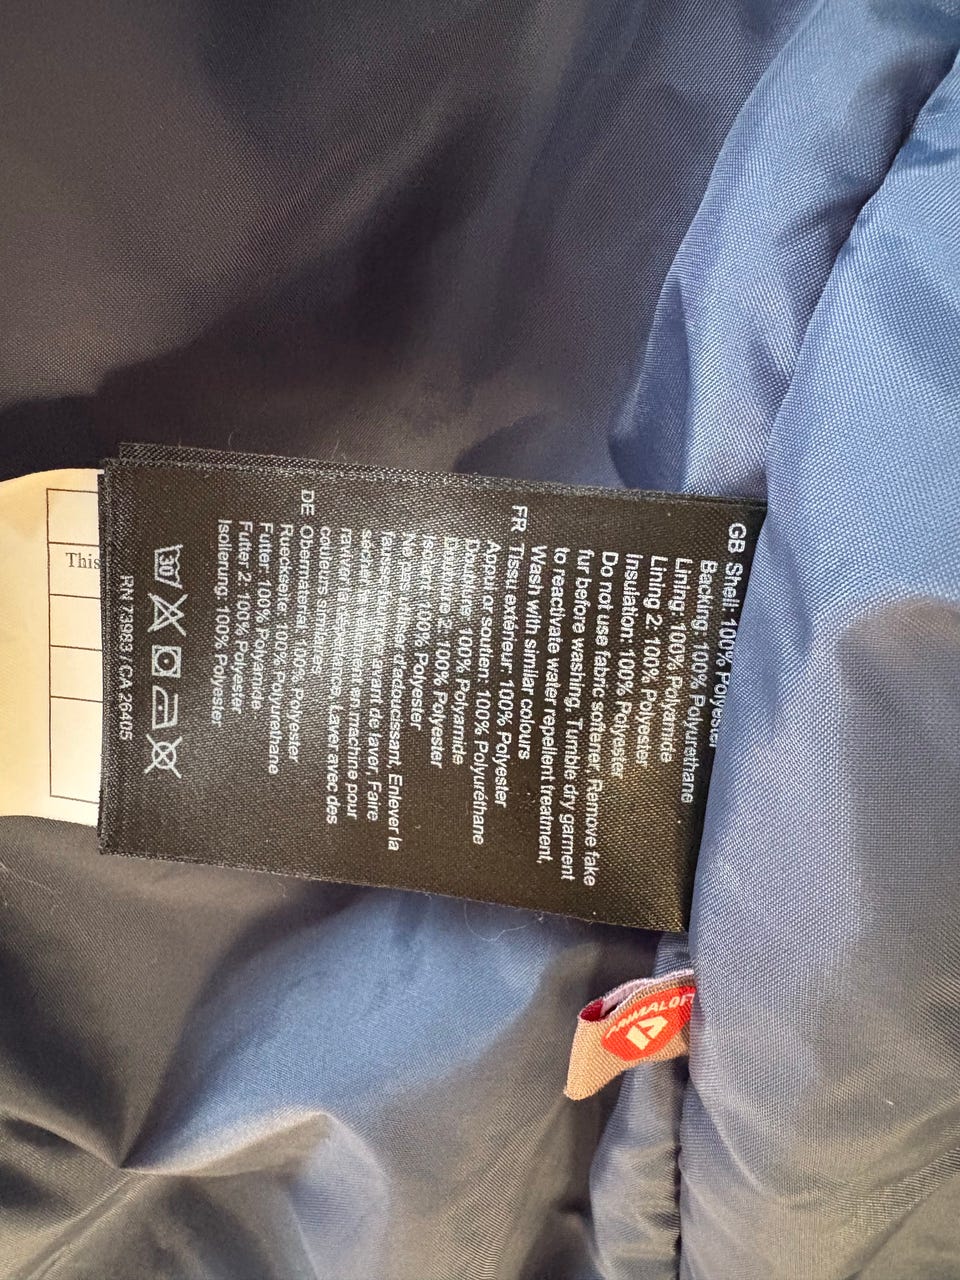 GB Shell: 100% Polyester
Backing: 100% Polyurethane
Lining: 100% Polyamide
Lining 2: 100% Polyester
Insulation: 100% Polyester
Do not use fabric softener, Remove fake
fur before washing, Tumble dry garment
to reactivate water repellent treatment,
Wash with similar colours
FR Tissu extérieur: 100% Polyester
Appui or soutien: 100% Polyuréthane
Doublure: 100% Polyamide
Doublure 2: 100% Polyester
Isolant: 100% Polyester
Ne pas utiliser d'adoucissant, Enlever la
fausse avant de laver, Faire
en machine pour
raviver Laver avec des
couleurs similaires
DE Obermaterial: 100% Polyester
Rueckseite: 100% Polyurethane
Futter: 100% Polyamide
Futter 2: 100% Polyester
Isolierung: 100% Polyester
30
RN 73983 / CA 26405
This
PRIMALOFT